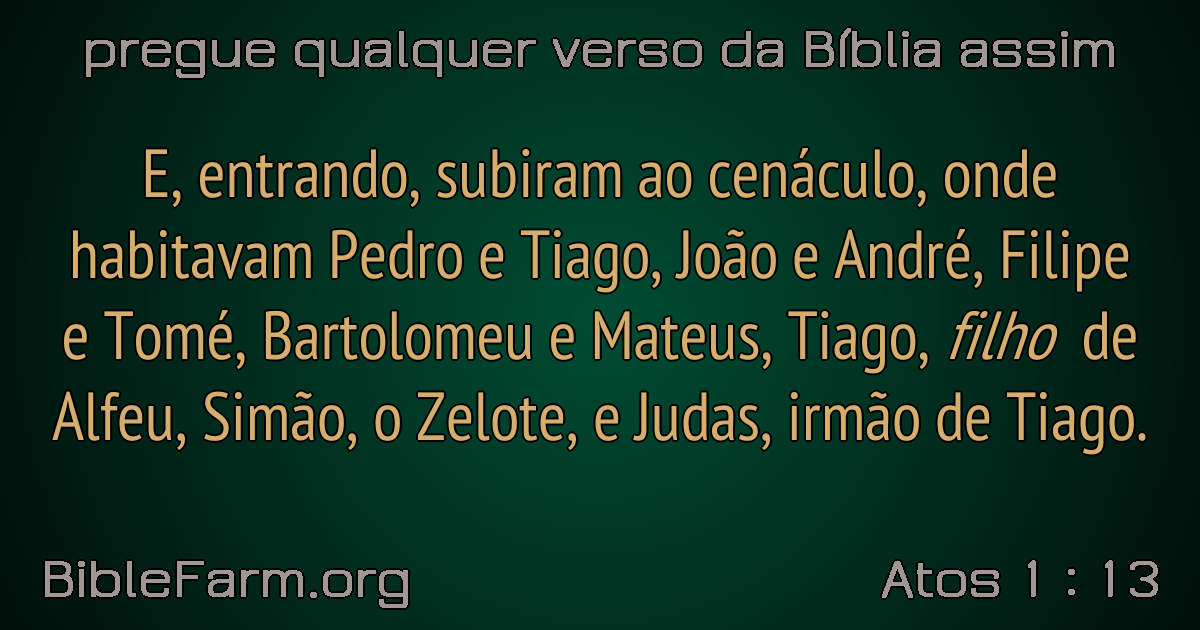 pregue qualquer verso da Bíblia assim
E, entrando, subiram ao cenáculo, onde
habitavam Pedro e Tiago, João e André, Filipe
e Tomé, Bartolomeu e Mateus, Tiago, filho de
Alfeu, Simão, o Zelote, e Judas, irmão de Tiago.
BibleFarm.org
Atos 1 : 13